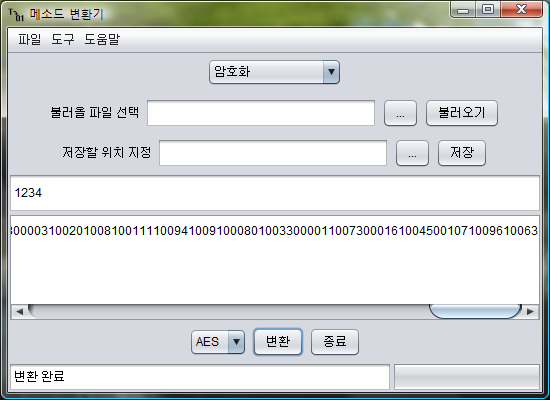 메소드 변환기
파일 도구 도움말
암호화
불러올 파일 선택 ... 불러오기
저장할 위치 지정 ... 저장
1234
3000031002010081001111009410091000801003300001100730001610045001071009610063
AES 변환 종료
변환 완료